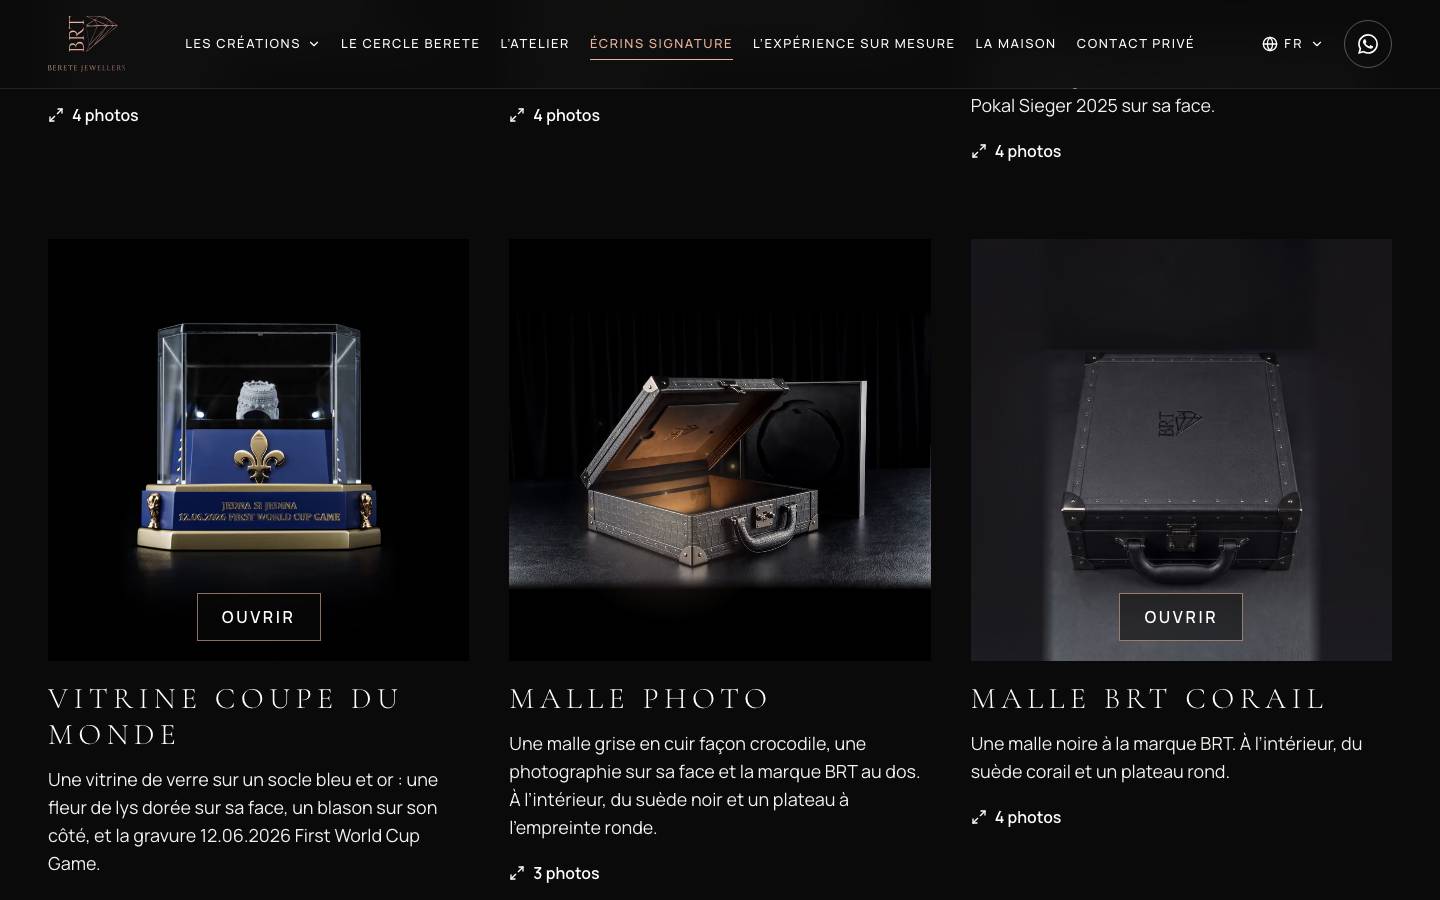 BRT
BERETE JEWELLERS
LES CRÉATIONS
LE CERCLE BERETE
L'ATELIER
ÉCRINS SIGNATURE
L'EXPÉRIENCE SUR MESURE
LA MAISON
CONTACT PRIVÉ
FR
4 photos
4 photos
Pokal Sieger 2025 sur sa face.
4 photos
JEDNA SI JEDINA
12.06.2026 FIRST WORLD CUP GAME
BRT
OUVRIR
OUVRIR
VITRINE COUPE DU
MONDE
Une vitrine de verre sur un socle bleu et or : une
fleur de lys dorée sur sa face, un blason sur son
côté, et la gravure 12.06.2026 First World Cup
Game.
MALLE PHOTO
Une malle grise en cuir façon crocodile, une
photographie sur sa face et la marque BRT au dos.
À l'intérieur, du suède noir et un plateau à
l'empreinte ronde.
3 photos
MALLE BRT CORAIL
Une malle noire à la marque BRT. À l'intérieur, du
suède corail et un plateau rond.
4 photos